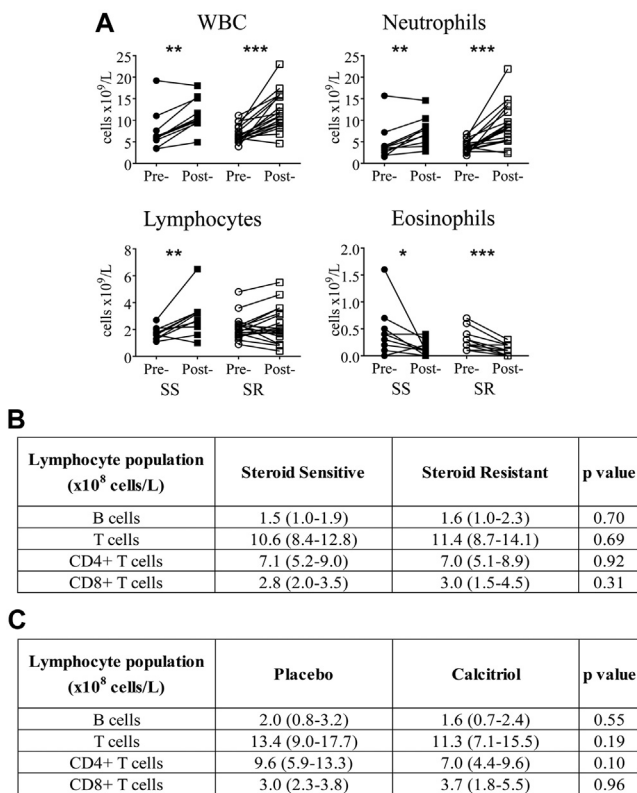 A
WBC
Neutrophils
** ***
** ***
cells x10⁹/L
25
20
15
10
5
0
Pre- Post- Pre- Post-
cells x10⁹/L
25
20
15
10
5
0
Pre- Post- Pre- Post-
Lymphocytes
Eosinophils
**
* ***
cells x10⁹/L
8
6
4
2
0
Pre- Post- Pre- Post-
SS SR
cells x10⁹/L
2.0
1.5
1.0
0.5
0.0
Pre- Post- Pre- Post-
SS SR
B
Lymphocyte population (x10⁸ cells/L) Steroid Sensitive Steroid Resistant p value
B cells 1.5 (1.0-1.9) 1.6 (1.0-2.3) 0.70
T cells 10.6 (8.4-12.8) 11.4 (8.7-14.1) 0.69
CD4+ T cells 7.1 (5.2-9.0) 7.0 (5.1-8.9) 0.92
CD8+ T cells 2.8 (2.0-3.5) 3.0 (1.5-4.5) 0.31
C
Lymphocyte population (x10⁸ cells/L) Placebo Calcitriol p value
B cells 2.0 (0.8-3.2) 1.6 (0.7-2.4) 0.55
T cells 13.4 (9.0-17.7) 11.3 (7.1-15.5) 0.19
CD4+ T cells 9.6 (5.9-13.3) 7.0 (4.4-9.6) 0.10
CD8+ T cells 3.0 (2.3-3.8) 3.7 (1.8-5.5) 0.96